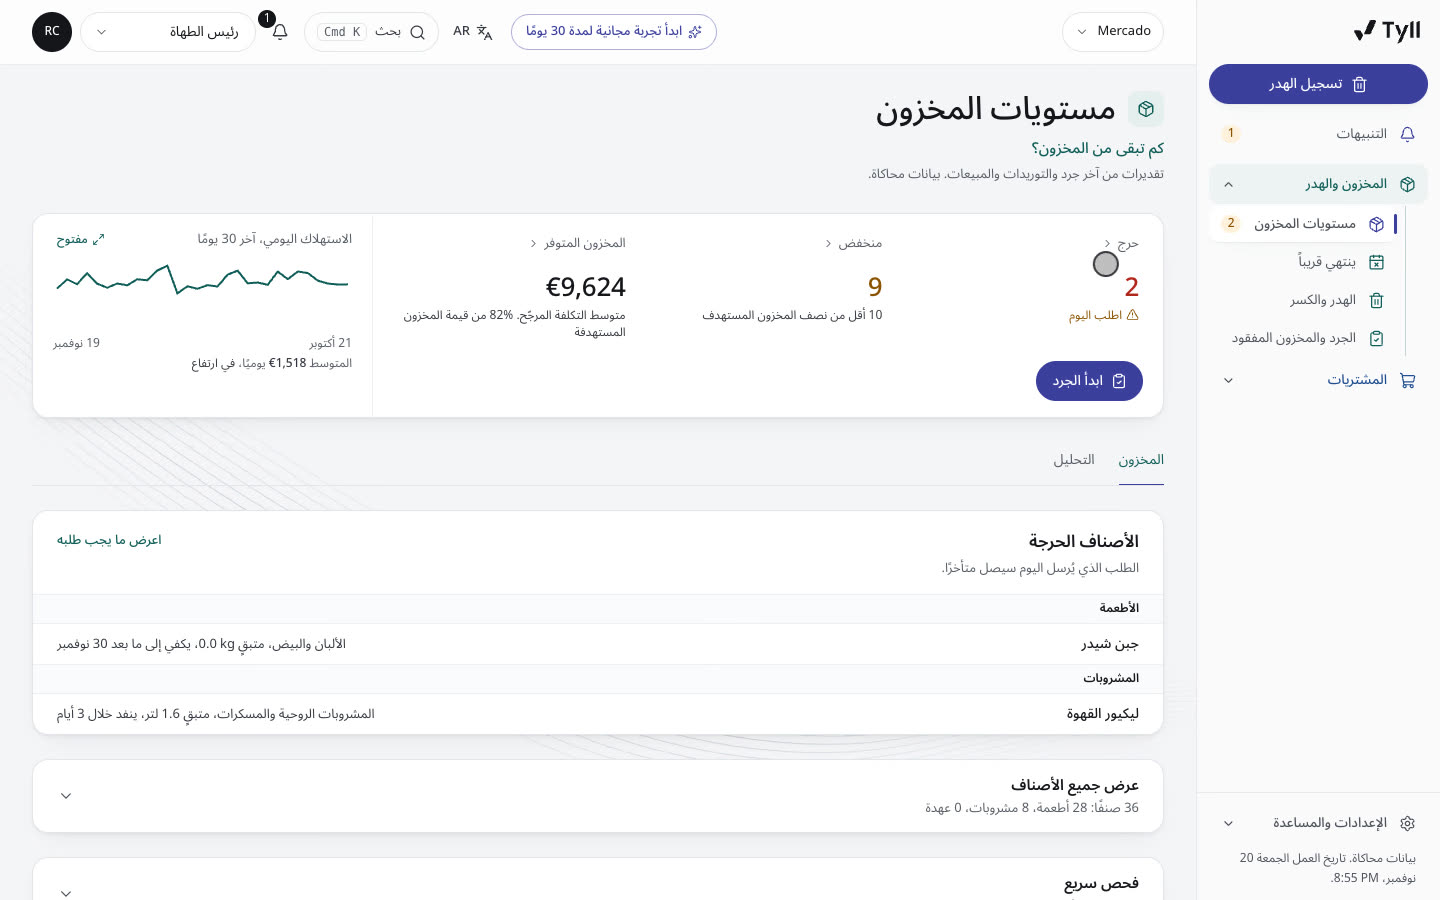 Tyll
تسجيل الهدر
التنبيهات
1
المخزون والهدر
مستويات المخزون
2
ينتهي قريباً
الهدر والكسر
الجرد والمخزون المفقود
المشتريات
الإعدادات والمساعدة
بيانات محاكاة. تاريخ العمل الجمعة 20
نوفمبر، 8:55 PM.
Mercado
ابدأ تجربة مجانية لمدة 30 يومًا
AR
بحث
Cmd K
1
رئيس الطهاة
RC
مستويات المخزون
كم تبقى من المخزون؟
تقديرات من آخر جرد والتوريدات والمبيعات. بيانات محاكاة.
حرج
2
اطلب اليوم
منخفض
9
10 أقل من نصف المخزون المستهدف
المخزون المتوفر
€9,624
متوسط التكلفة المرجّح. 82% من قيمة المخزون
المستهدفة
ابدأ الجرد
الاستهلاك اليومي، آخر 30 يومًا
مفتوح
21 أكتوبر
19 نوفمبر
المتوسط €1,518 يوميًا، في ارتفاع
المخزون
التحليل
الأصناف الحرجة
اعرض ما يجب طلبه
الطلب الذي يُرسل اليوم سيصل متأخرًا.
الأطعمة
جبن شيدر
الألبان والبيض، متبقٍ 0.0 kg، يكفي إلى ما بعد 30 نوفمبر
المشروبات
ليكيور القهوة
المشروبات الروحية والمسكرات، متبقٍ 1.6 لتر، ينفد خلال 3 أيام
عرض جميع الأصناف
36 صنفًا: 28 أطعمة، 8 مشروبات، 0 عهدة
فحص سريع